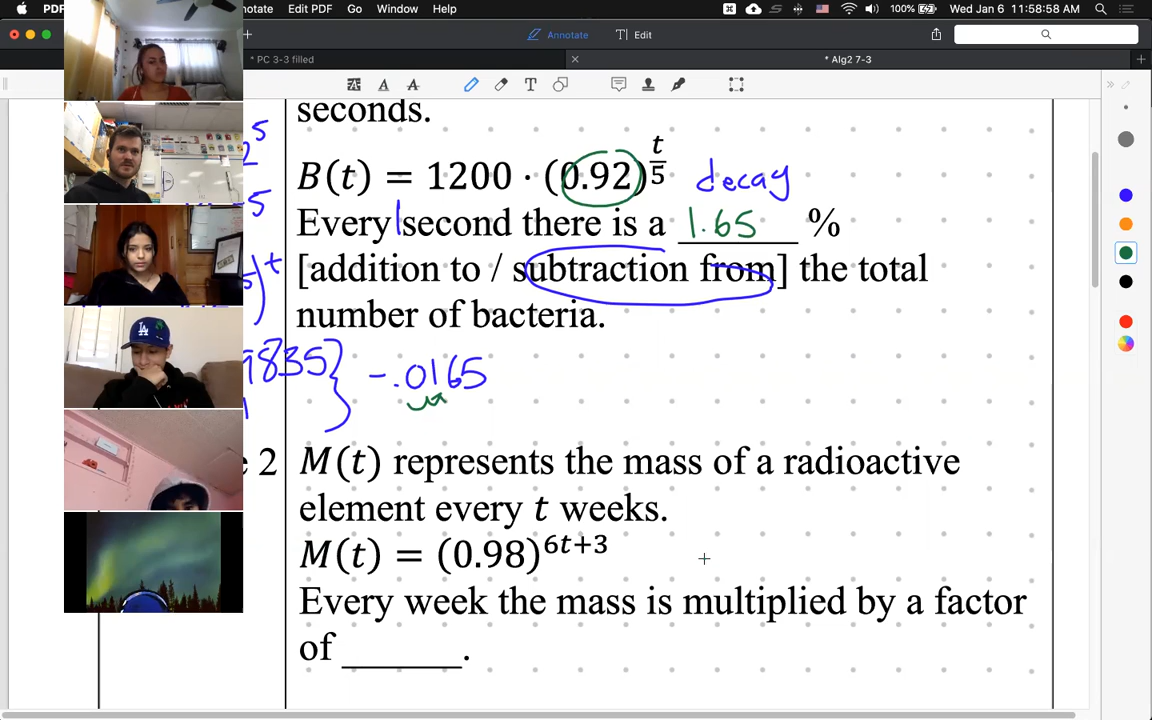 PDF
notate Edit PDF Go Window Help 100% Wed Jan 6 11:58:58 AM
Annotate Edit
* PC 3-3 filled * Alg2 7-3
seconds.
B(t) = 1200 · (0.92)^(t/5) decay
Every 1 second there is a 1.65 %
[addition to / subtraction from] the total
number of bacteria.
9835} -.0165
e 2 M(t) represents the mass of a radioactive
element every t weeks.
M(t) = (0.98)^(6t+3)
Every week the mass is multiplied by a factor
of ______.